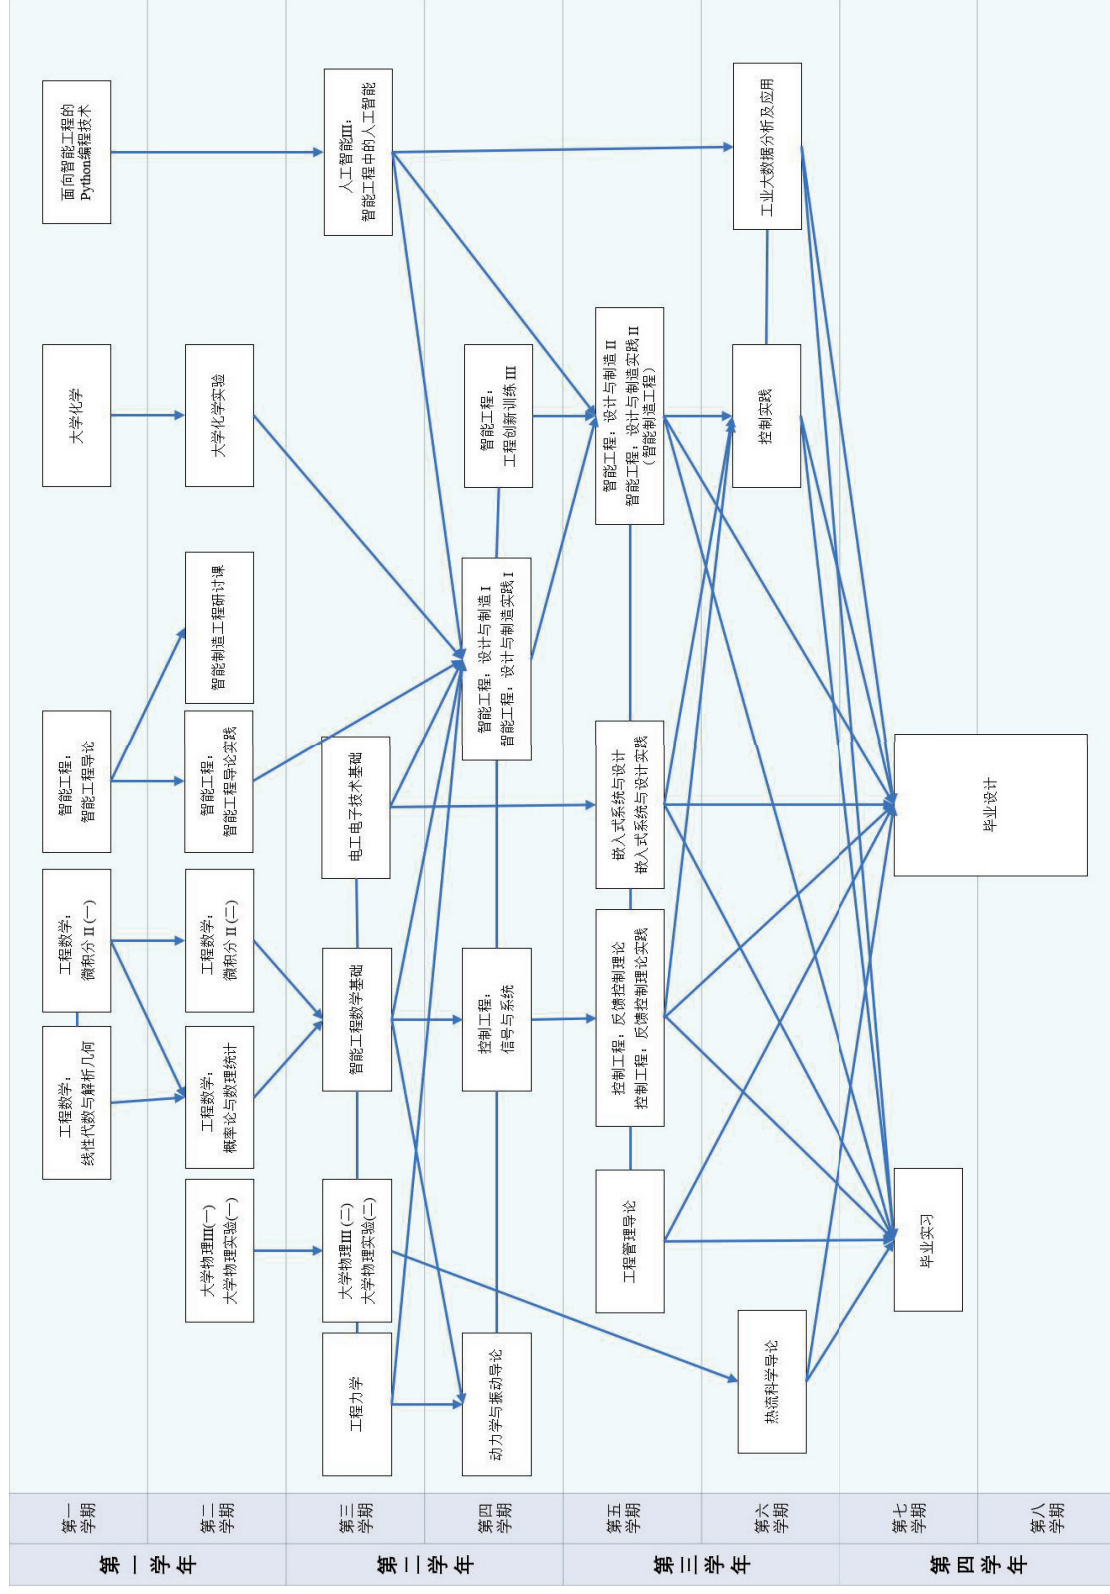 第一学年
第二学年
第三学年
第四学年
第一
学期
第二
学期
第三
学期
第四
学期
第五
学期
第六
学期
第七
学期
第八
学期
工程数学：
线性代数与解析几何
工程数学：
微积分 II (一)
智能工程：
智能工程导论
大学化学
面向智能工程的
Python编程技术
大学物理III(一)
大学物理实验(一)
工程数学：
概率论与数理统计
工程数学：
微积分 II (二)
智能工程：
智能工程导论实践
智能制造工程研讨课
大学化学实验
工程力学
大学物理III (二)
大学物理实验(二)
智能工程数学基础
电工电子技术基础
人工智能III：
智能工程中的人工智能
动力学与振动导论
控制工程：
信号与系统
智能工程：设计与制造 I
智能工程：设计与制造实践 I
智能工程：
工程创新训练 III
工程管理导论
控制工程：反馈控制理论
控制工程：反馈控制理论实践
嵌入式系统与设计
嵌入式系统与设计实践
智能工程：设计与制造 II
智能工程：设计与制造实践 II
（智能制造工程）
热流科学导论
控制实践
工业大数据分析及应用
毕业实习
毕业设计